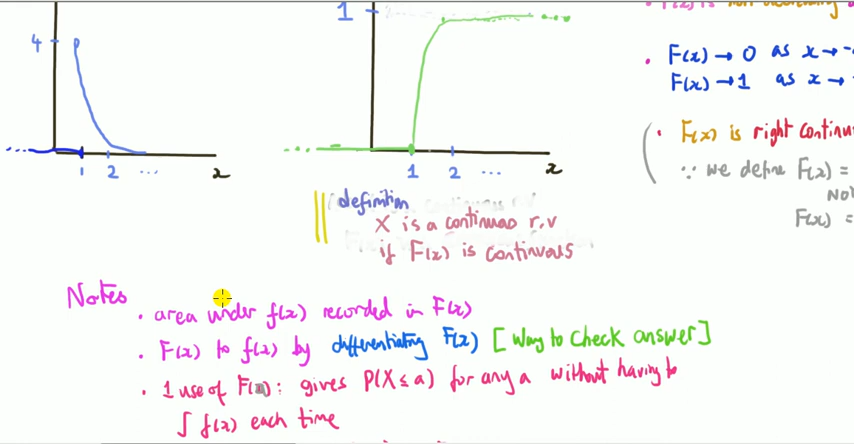 4
1 2 ...
x
1
1 2 ...
x
F(x) → 0 as x → -
F(x) → 1 as x →
F(x) is right continu
∵ we define F(x) =
NO
F(x) =
definition
X is a continuos r.v
if F(x) is continuous
Notes
. area under f(x) recorded in F(x)
. F(x) to f(x) by differentiating F(x) [Way to check answer]
. 1 use of F(x): gives P(X ≤ a) for any a without having to
∫ f(x) each time